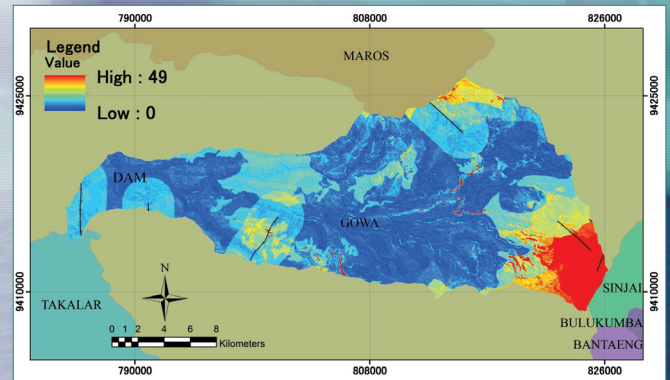 790000 808000 826000
Legend
Value
High : 49
Low : 0
MAROS
9425000 9425000
DAM
GOWA
9410000 9410000
TAKALAR
N
SINJAI
BULUKUMBA
BANTAENG
0 1 2 4 6 8
Kilometers
790000 808000 826000